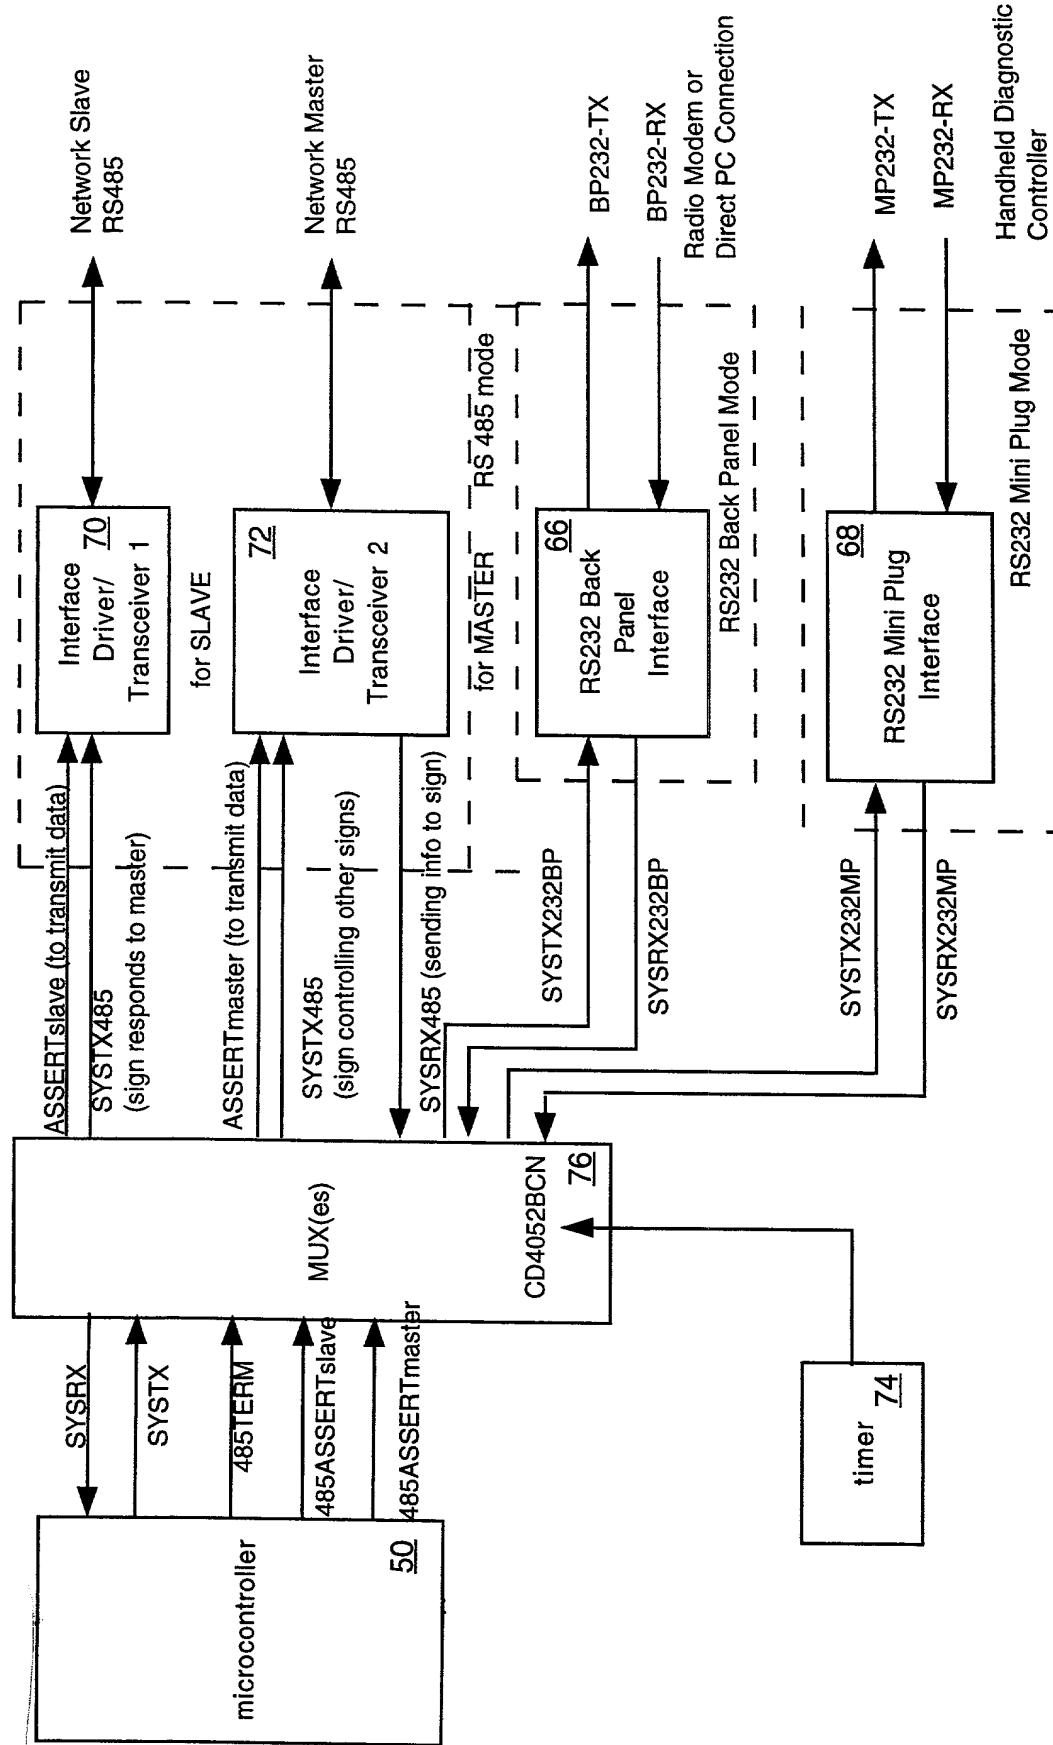 microcontroller
50
SYSRX
SYSTX
485TERM
485ASSERTslave
485ASSERTmaster
timer
74
MUX(es)
CD4052BCN
76
ASSERTslave (to transmit data)
SYSTX485
(sign responds to master)
ASSERTmaster (to transmit data)
SYSTX485
(sign controlling other signs)
SYSRX485 (sending info to sign)
SYSTX232BP
SYSRX232BP
SYSTX232MP
SYSRX232MP
Interface
Driver/
Transceiver 1
70
for SLAVE
Interface
Driver/
Transceiver 2
72
for MASTER
RS 485 mode
RS232 Back
Panel
Interface
66
RS232 Back Panel Mode
RS232 Mini Plug
Interface
68
RS232 Mini Plug Mode
Network Slave
RS485
Network Master
RS485
BP232-TX
BP232-RX
Radio Modem or
Direct PC Connection
MP232-TX
MP232-RX
Handheld Diagnostic
Controller